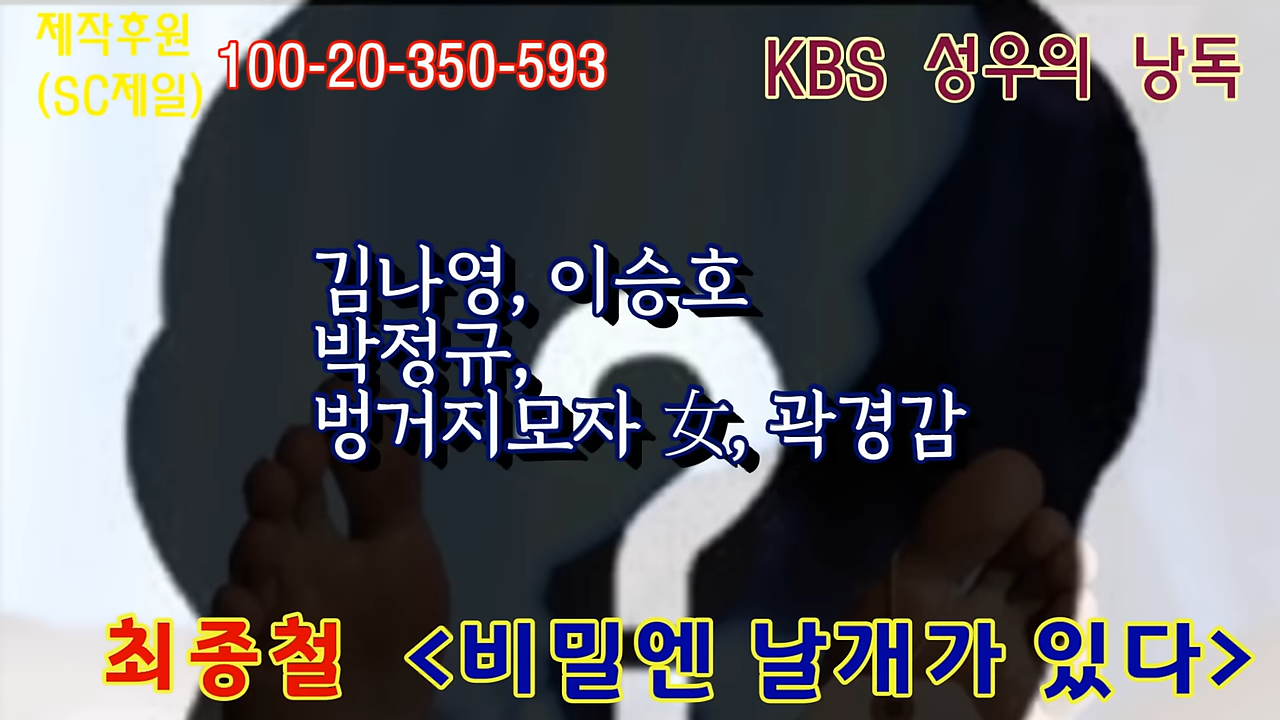 제작후원
(SC제일)
100-20-350-593
KBS 성우의 낭독
김나영, 이승호
박정규,
벙거지모자 女, 곽경감
최종철 <비밀엔 날개가 있다>